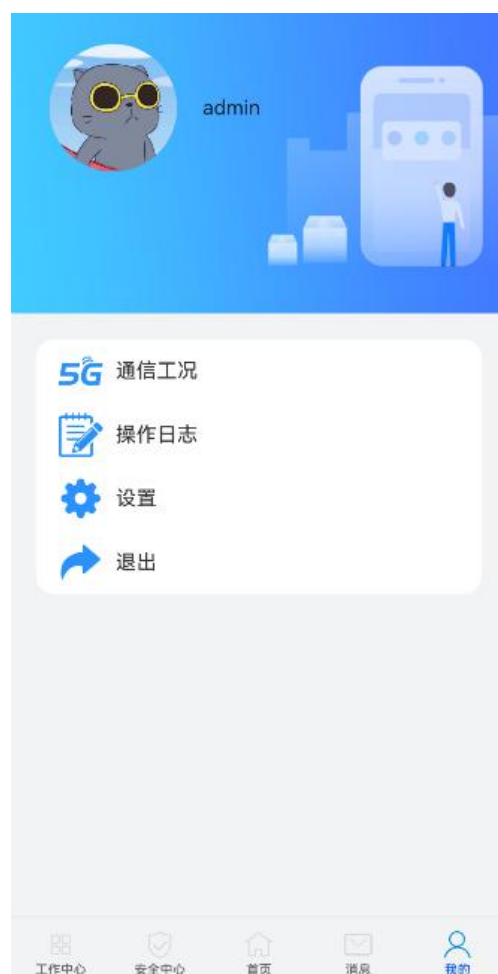 admin
5G 通信工况
操作日志
设置
退出
工作中心 安全中心 首页 消息 我的